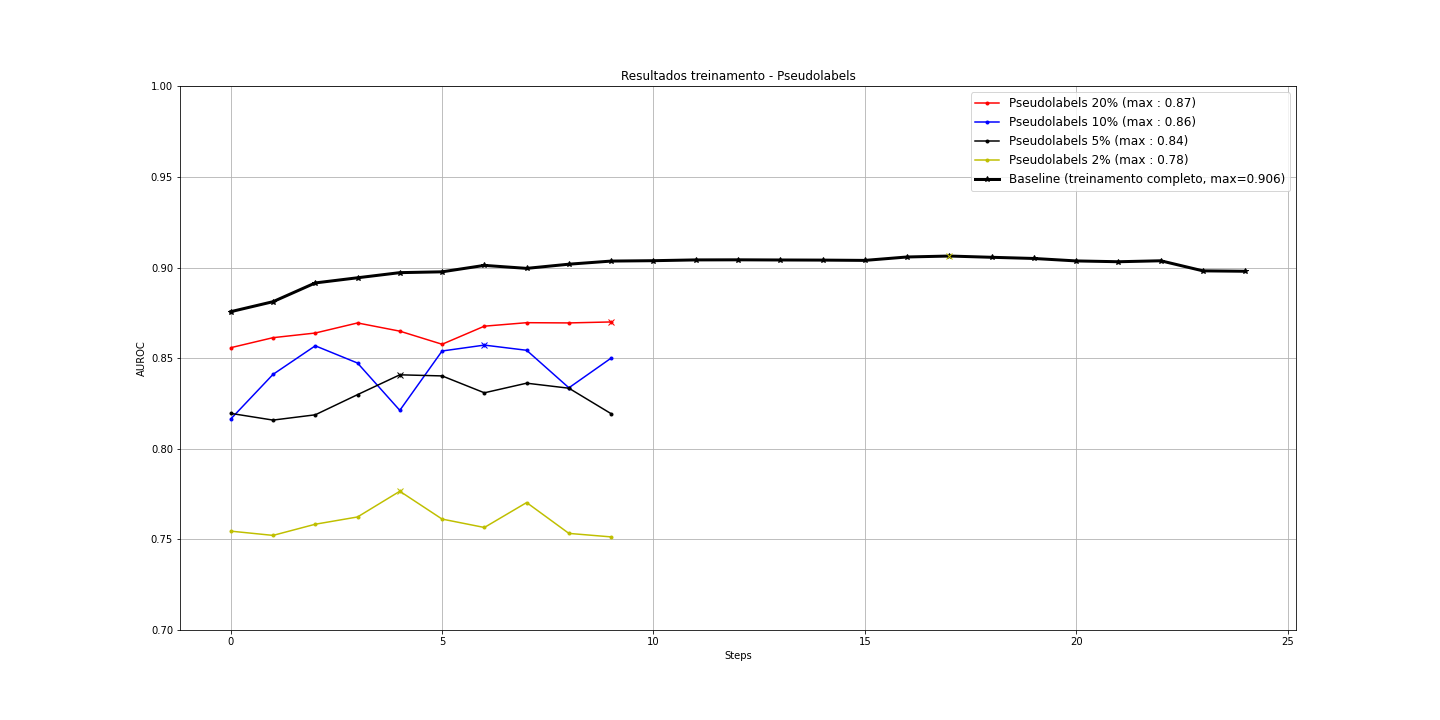 Resultados treinamento - Pseudolabels
1.00
0.95
0.90
0.85
0.80
0.75
0.70
AUROC
Pseudolabels 20% (max : 0.87)
Pseudolabels 10% (max : 0.86)
Pseudolabels 5% (max : 0.84)
Pseudolabels 2% (max : 0.78)
Baseline (treinamento completo, max=0.906)
0 5 10 15 20 25
Steps